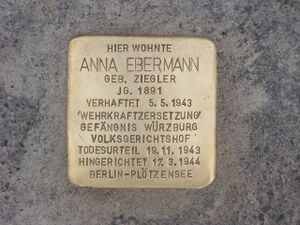 HIER WOHNTE
ANNA EBERMANN
GEB. ZIEGLER
JG. 1891
VERHAFTET 5.5.1943
'WEHRKRAFTZERSETZUNG'
GEFÄNGNIS WÜRZBURG
VOLKSGERICHTSHOF
TODESURTEIL 19.11.1943
HINGERICHTET 17.3.1944
BERLIN-PLÖTZENSEE